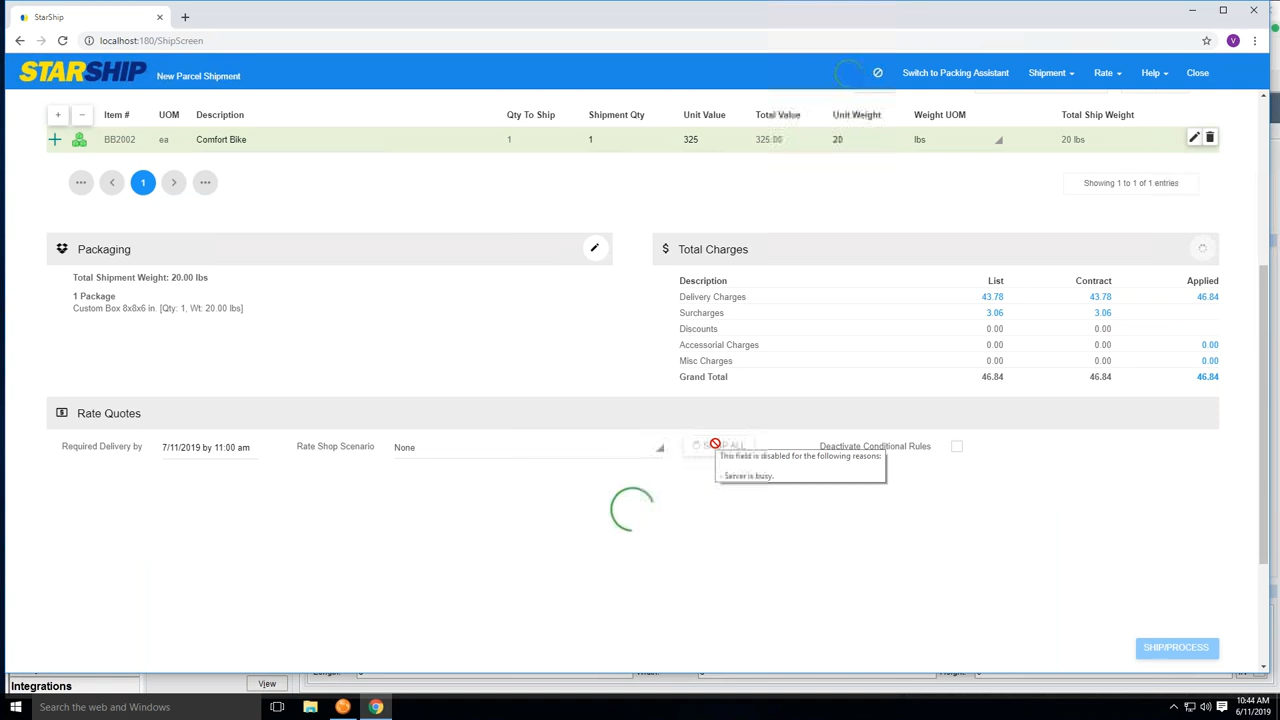 StarShip
localhost:180/ShipScreen
V
STARSHIP
New Parcel Shipment
Switch to Packing Assistant
Shipment
Rate
Help
Close
+ − Item # UOM Description Qty To Ship Shipment Qty Unit Value Total Value Unit Weight Weight UOM Total Ship Weight
BB2002 ea Comfort Bike 1 1 325 325.00 20 lbs 20 lbs
... < 1 > ...
Showing 1 to 1 of 1 entries
Packaging
Total Shipment Weight: 20.00 lbs
1 Package
Custom Box 8x8x6 in. [Qty: 1, Wt: 20.00 lbs]
$ Total Charges
Description List Contract Applied
Delivery Charges 43.78 43.78 46.84
Surcharges 3.06 3.06
Discounts 0.00 0.00
Accessorial Charges 0.00 0.00 0.00
Misc Charges 0.00 0.00 0.00
Grand Total 46.84 46.84 46.84
Rate Quotes
Required Delivery by 7/11/2019 by 11:00 am Rate Shop Scenario None ALL Deactivate Conditional Rules
This field is disabled for the following reasons:
- Server is busy.
SHIP/PROCESS
Integrations
View
Search the web and Windows
10:44 AM
6/11/2019